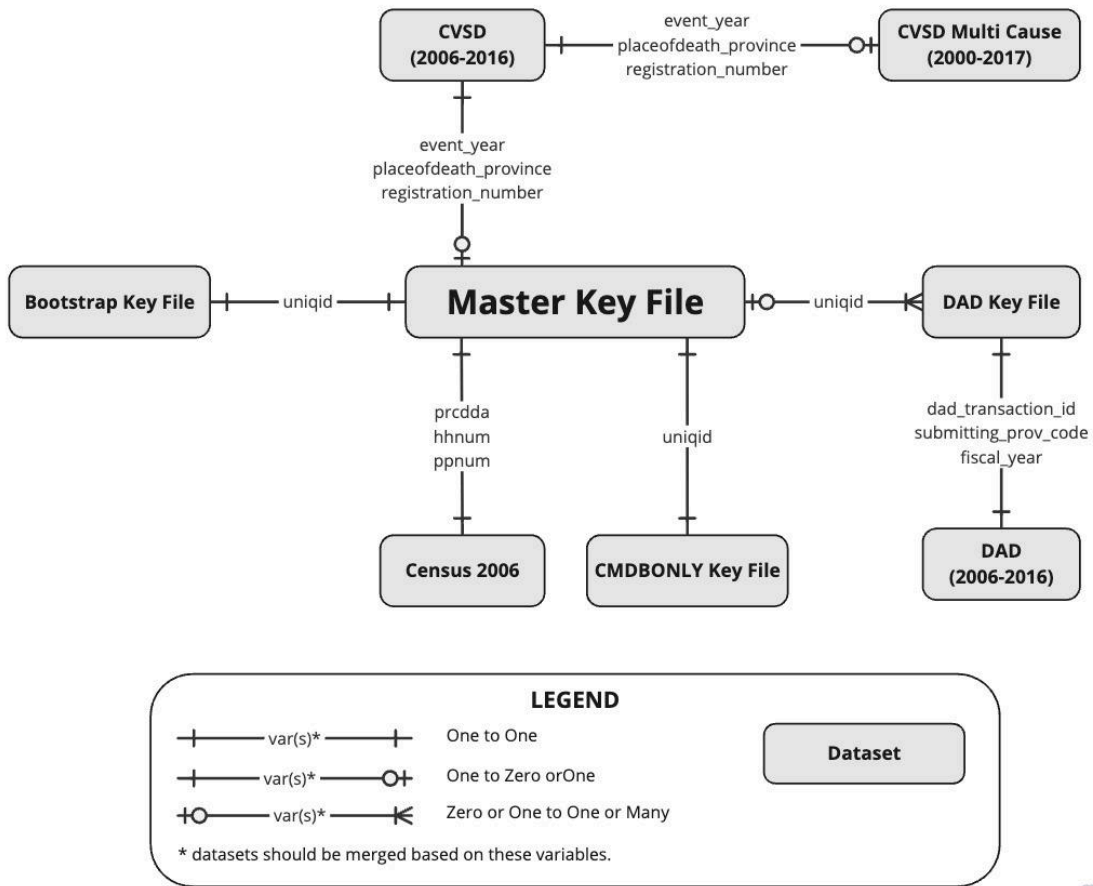 CVSD
(2006-2016)
event_year
placeofdeath_province
registration_number
CVSD Multi Cause
(2000-2017)
event_year
placeofdeath_province
registration_number
Bootstrap Key File
uniqid
Master Key File
uniqid
DAD Key File
prcdda
hhnum
ppnum
uniqid
dad_transaction_id
submitting_prov_code
fiscal_year
Census 2006
CMDBONLY Key File
DAD
(2006-2016)
LEGEND
var(s)*
One to One
var(s)*
One to Zero orOne
var(s)*
Zero or One to One or Many
Dataset
* datasets should be merged based on these variables.